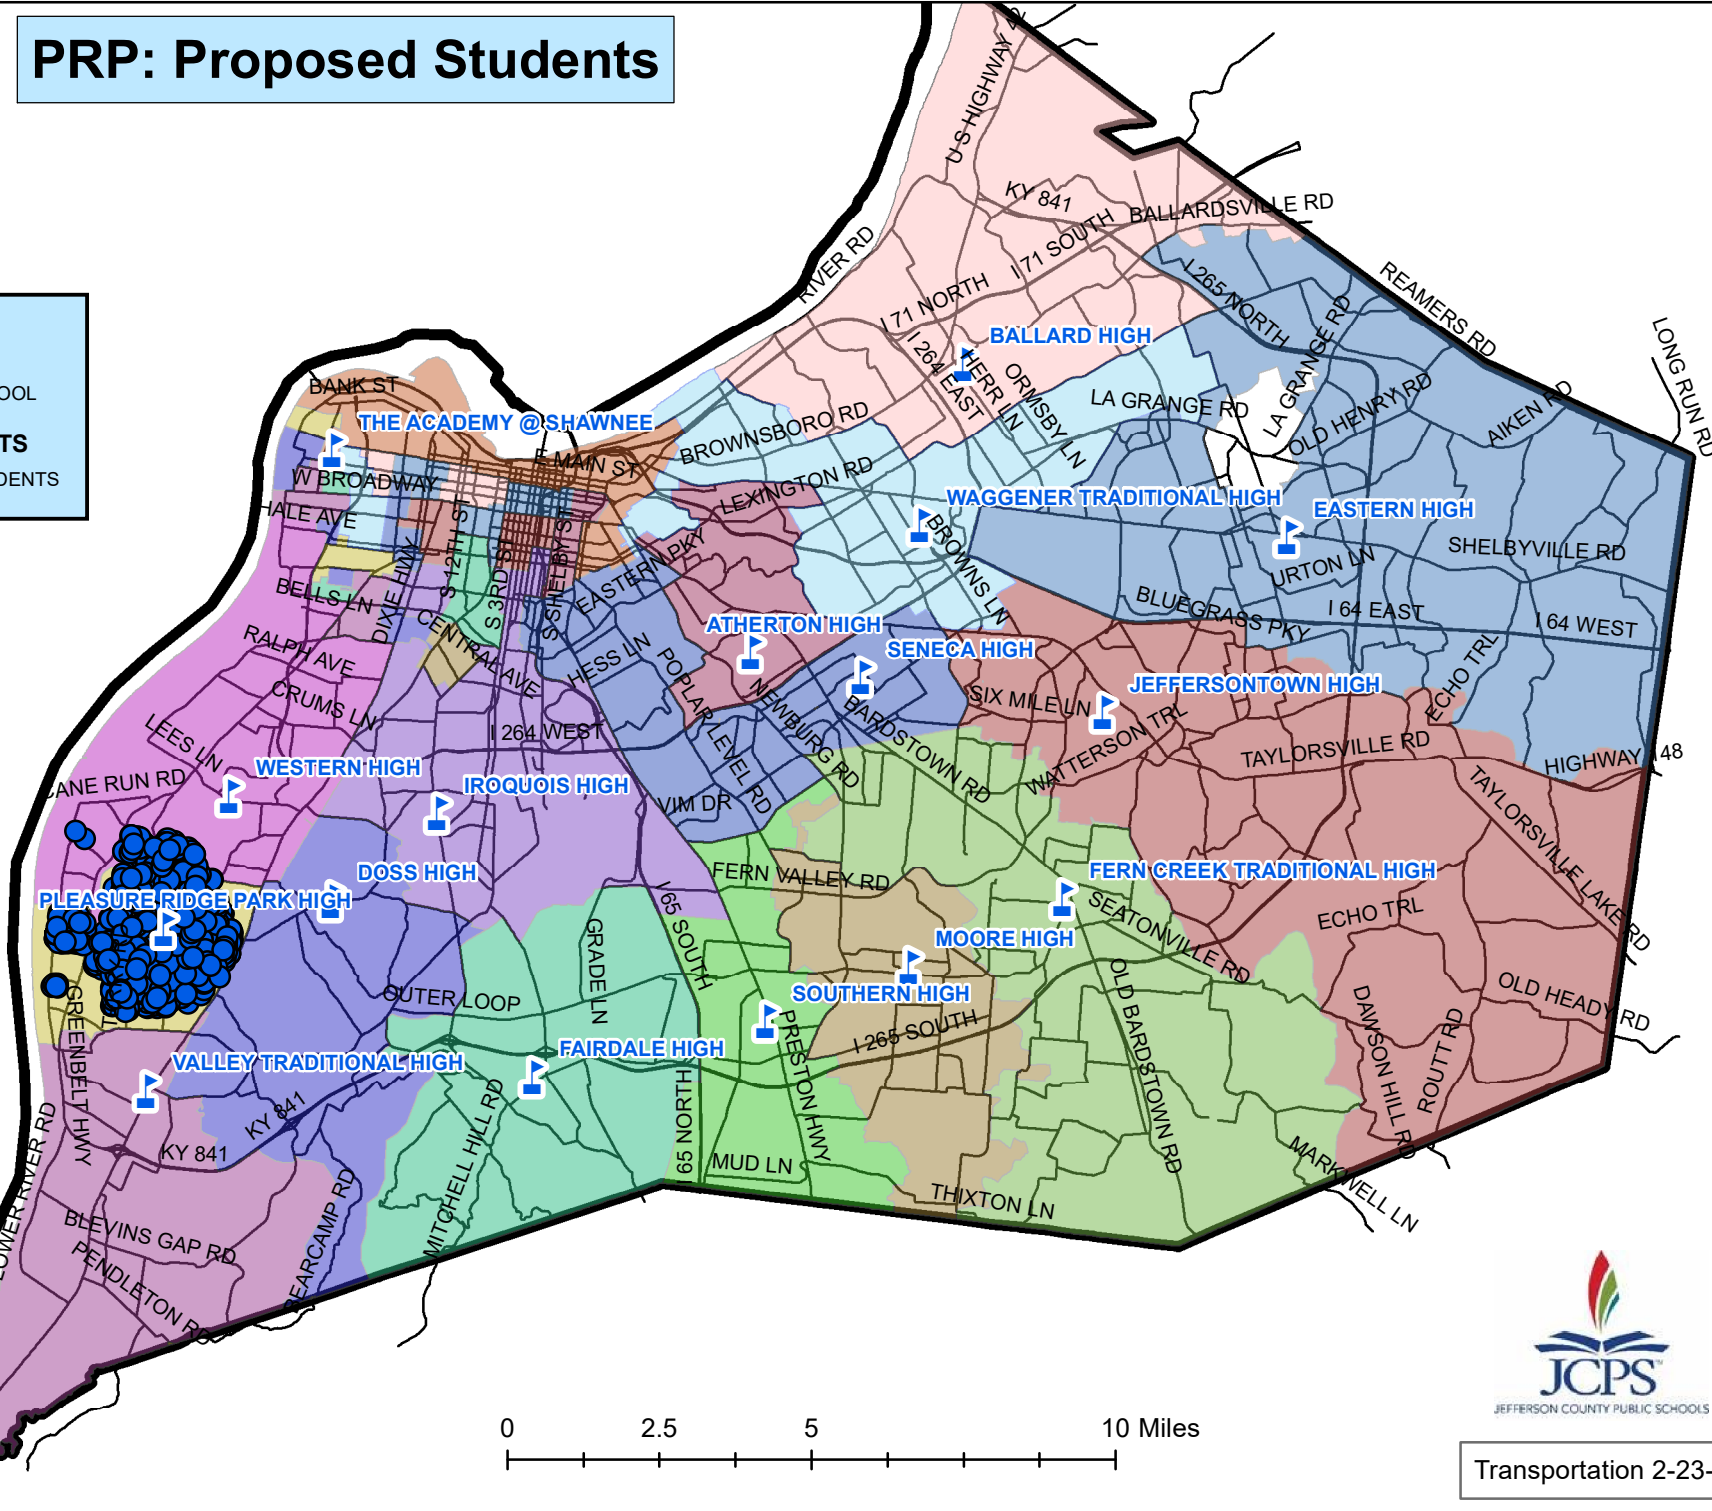 PRP: Proposed Students
OOL
TS
DENTS
U S HIGHWAY 42
KY 841
BALLARDSVILLE RD
I 71 SOUTH
RIVER RD
I 71 NORTH
I 265 NORTH
REAMERS RD
LONG RUN RD
BALLARD HIGH
I 264 EAST
HERR LN
ORMSBY LN
LA GRANGE RD
LA GRANGE RD
OLD HENRY RD
AIKEN RD
BANK ST
THE ACADEMY @ SHAWNEE
BROWNSBORO RD
E MAIN ST
W BROADWAY
LEXINGTON RD
WAGGENER TRADITIONAL HIGH
EASTERN HIGH
HALE AVE
S 12TH ST
S 3RD ST
S SHELBY ST
EASTERN PKY
BROWNS LN
SHELBYVILLE RD
URTON LN
DIXIE HWY
BELLS LN
CENTRAL AVE
BLUEGRASS PKY
I 64 EAST
I 64 WEST
ATHERTON HIGH
SENECA HIGH
RALPH AVE
HESS LN
POPLAR LEVEL RD
NEWBURG RD
JEFFERSONTOWN HIGH
SIX MILE LN
ECHO TRL
CRUMS LN
LEES LN
I 264 WEST
BARDSTOWN RD
WATTERSON TRL
TAYLORSVILLE RD
HIGHWAY 148
CANE RUN RD
WESTERN HIGH
IROQUOIS HIGH
VIM DR
TAYLORSVILLE LAKE RD
DOSS HIGH
FERN VALLEY RD
FERN CREEK TRADITIONAL HIGH
PLEASURE RIDGE PARK HIGH
I 65 SOUTH
GRADE LN
SEATONVILLE RD
ECHO TRL
MOORE HIGH
OUTER LOOP
SOUTHERN HIGH
OLD BARDSTOWN RD
OLD HEADY RD
GREENBELT HWY
I 265 SOUTH
PRESTON HWY
DAWSON HILL RD
ROUTT RD
VALLEY TRADITIONAL HIGH
FAIRDALE HIGH
KY 841
KY 841
I 65 NORTH
MITCHELL HILL RD
MUD LN
THIXTON LN
MARKWELL LN
LOWER RIVER RD
BLEVINS GAP RD
PENDLETON RD
BEARCAMP RD
JCPS
JEFFERSON COUNTY PUBLIC SCHOOLS
0 2.5 5 10 Miles
Transportation 2-23-